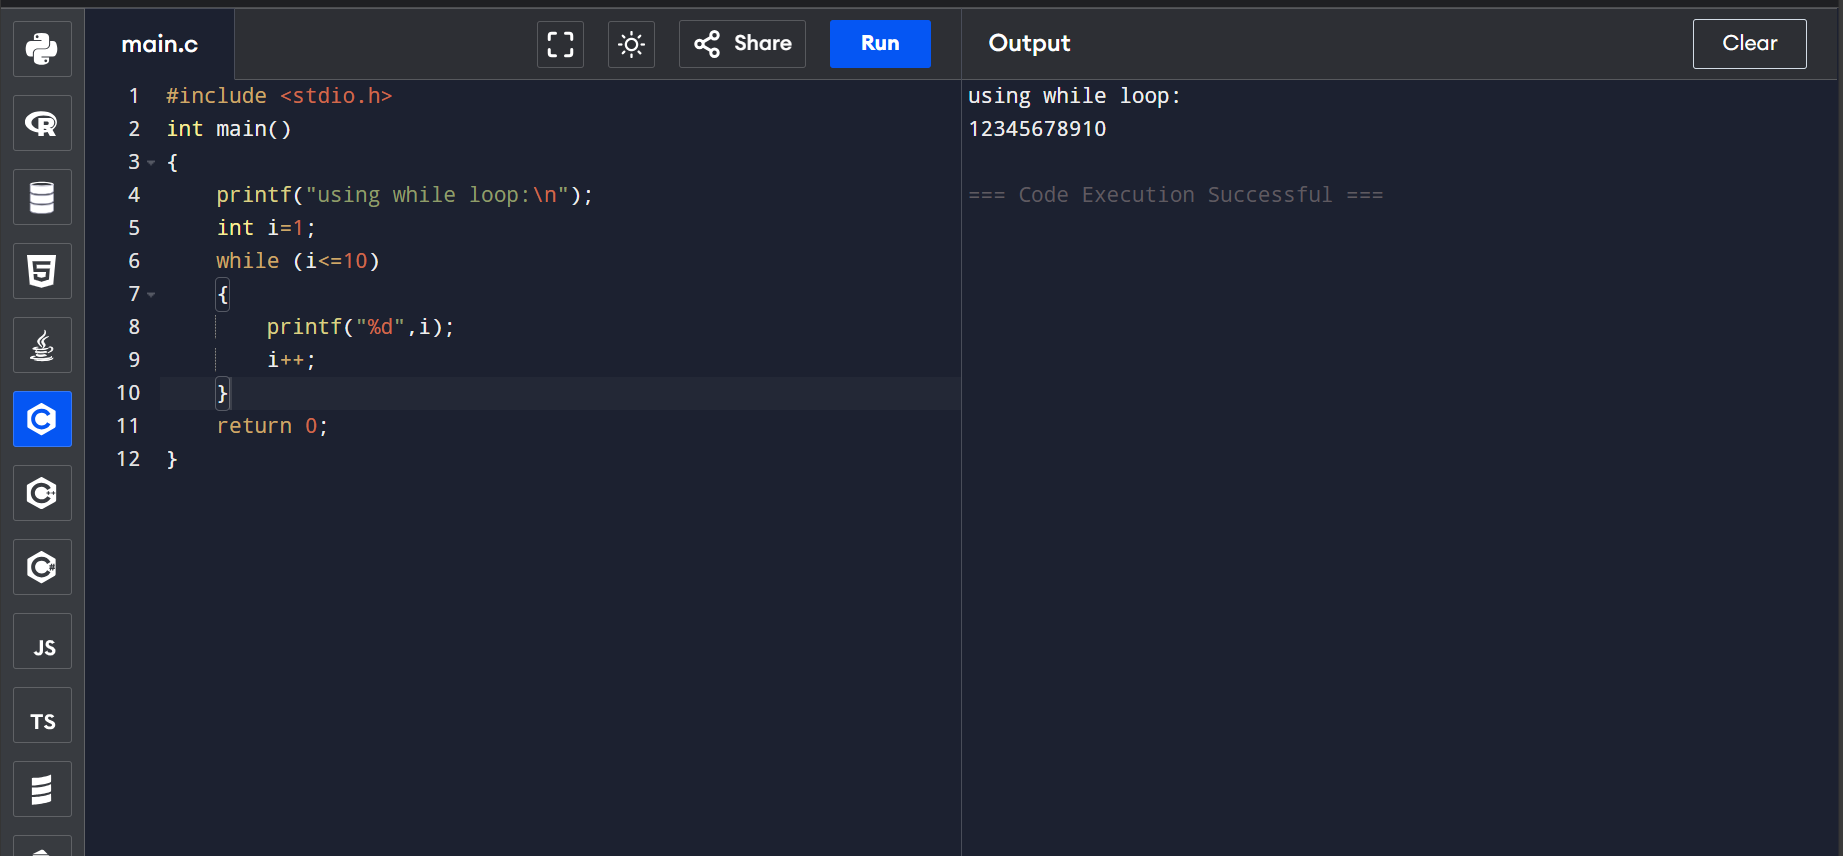 main.c
Share
Run
Output
Clear
1 #include <stdio.h>
2 int main()
3 {
4     printf("using while loop:\n");
5     int i=1;
6     while (i<=10)
7     {
8         printf("%d",i);
9         i++;
10     }
11     return 0;
12 }
using while loop:
12345678910
=== Code Execution Successful ===
R
5
C
C++
C#
JS
TS